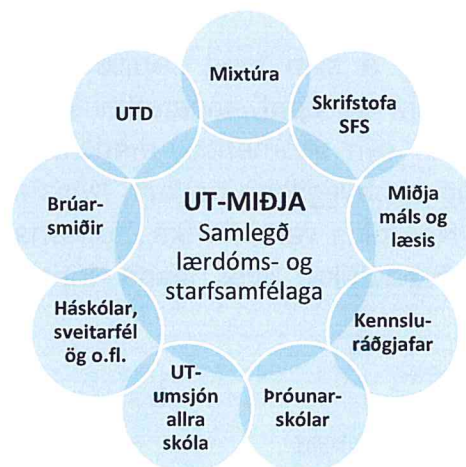 Mixtúra
Skrifstofa
SFS
Miðja
máls og
læsis
Kennslu-
ráðgjafar
Þróunar-
skólar
UT-
umsjón
allra
skóla
Háskólar,
sveitarfél
ög o.fl.
Brúar-
smiðir
UTD
UT-MIÐJA
Samlegð
lærdóms- og
starfsamfélaga